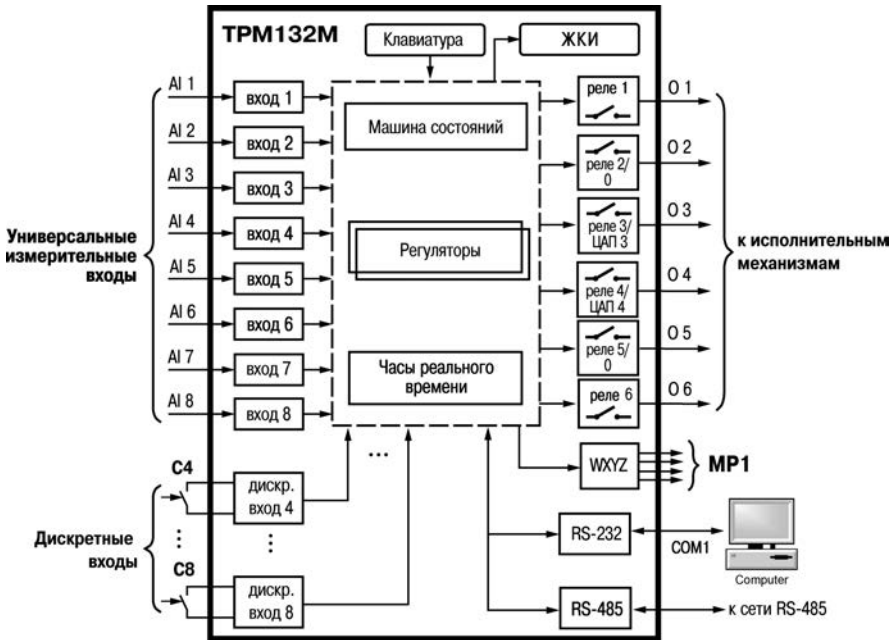 ТРМ132М
Клавиатура
ЖКИ
AI 1
вход 1
AI 2
вход 2
AI 3
вход 3
AI 4
вход 4
AI 5
вход 5
AI 6
вход 6
AI 7
вход 7
AI 8
вход 8
Универсальные
измерительные
входы
Машина состояний
Регуляторы
Часы реального
времени
реле 1
O 1
реле 2/
0
O 2
реле 3/
ЦАП 3
O 3
реле 4/
ЦАП 4
O 4
реле 5/
0
O 5
реле 6
O 6
к исполнительным
механизмам
...
WXYZ
МР1
C4
дискр.
вход 4
Дискретные
входы
...
...
C8
дискр.
вход 8
RS-232
COM1
Computer
RS-485
к сети RS-485